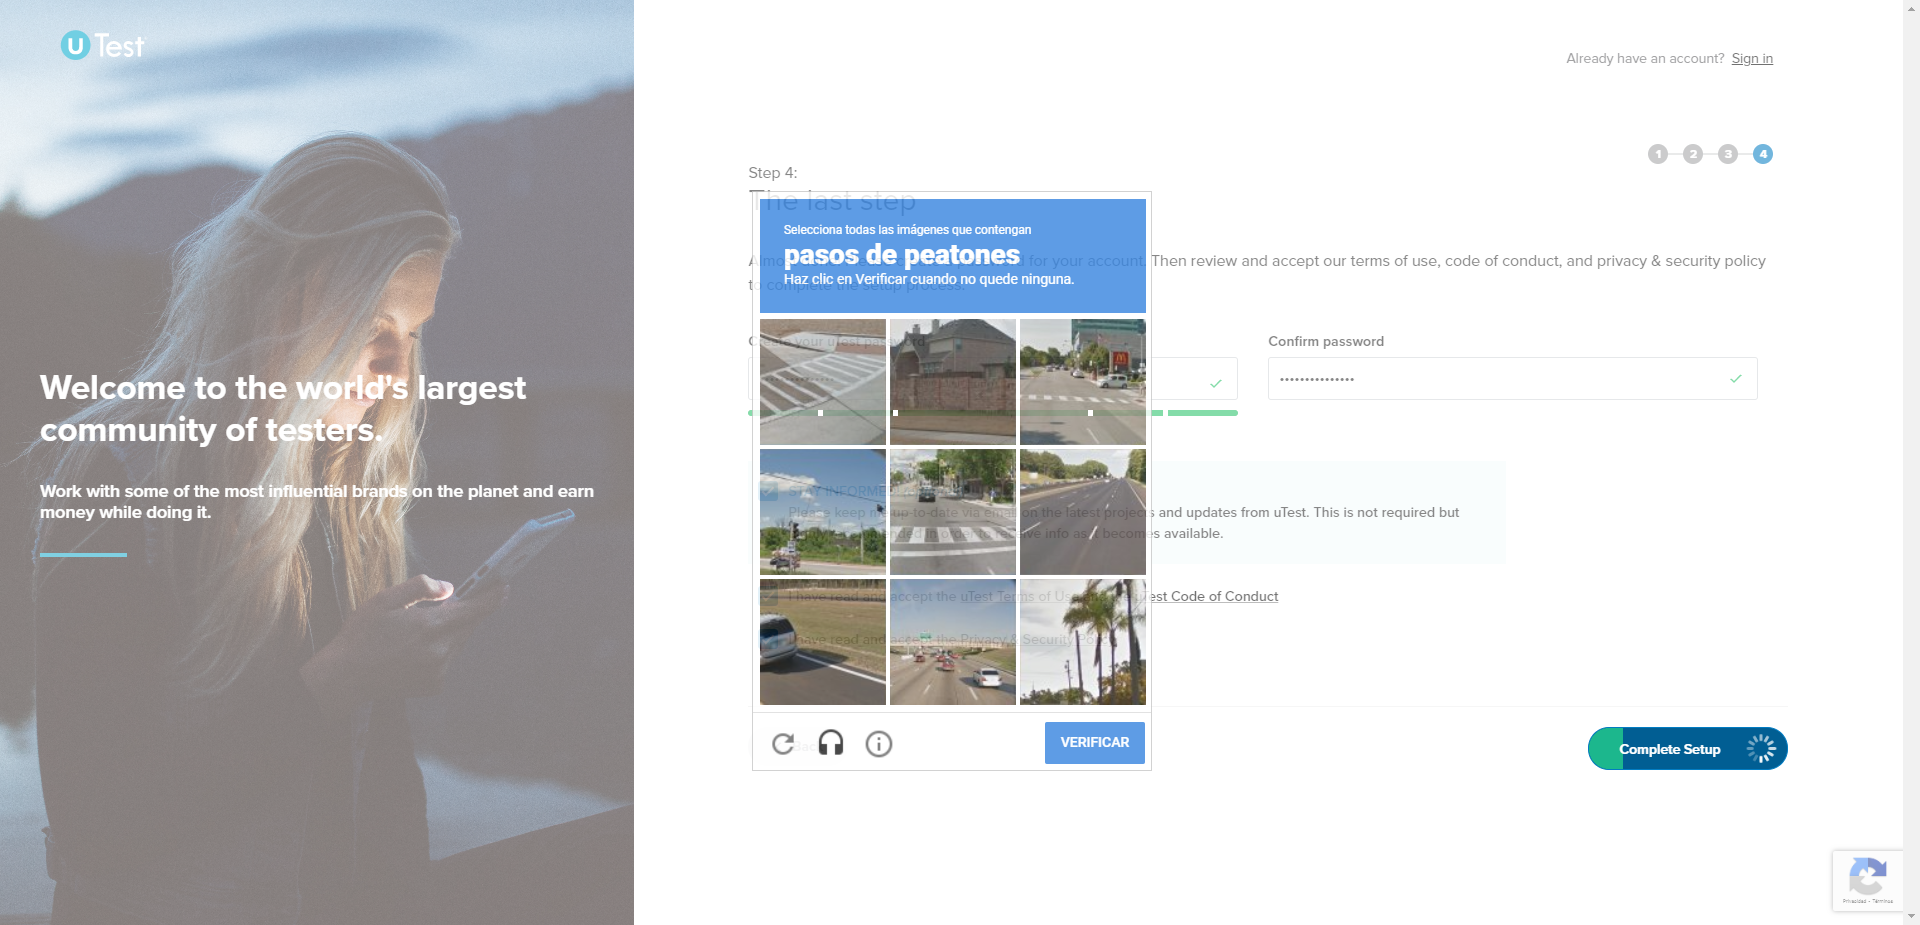 uTest
Welcome to the world's largest
community of testers.
Work with some of the most influential brands on the planet and earn
money while doing it.
Already have an account? Sign in
1 2 3 4
Step 4:
The last step
Selecciona todas las imágenes que contengan
pasos de peatones
Haz clic en Verificar cuando no quede ninguna.
for your account. Then review and accept our terms of use, code of conduct, and privacy & security policy
to complete the setup process.
Create your uTest password
Confirm password
STAY INFORMED
Please keep me up-to-date via email on the latest projects and updates from uTest. This is not required but
in order to receive info as it becomes available.
I have read and accept the uTest Terms of Use and the uTest Code of Conduct
I have read and accept the Privacy & Security Policy
VERIFICAR
Back
Complete Setup
Privacidad - Términos